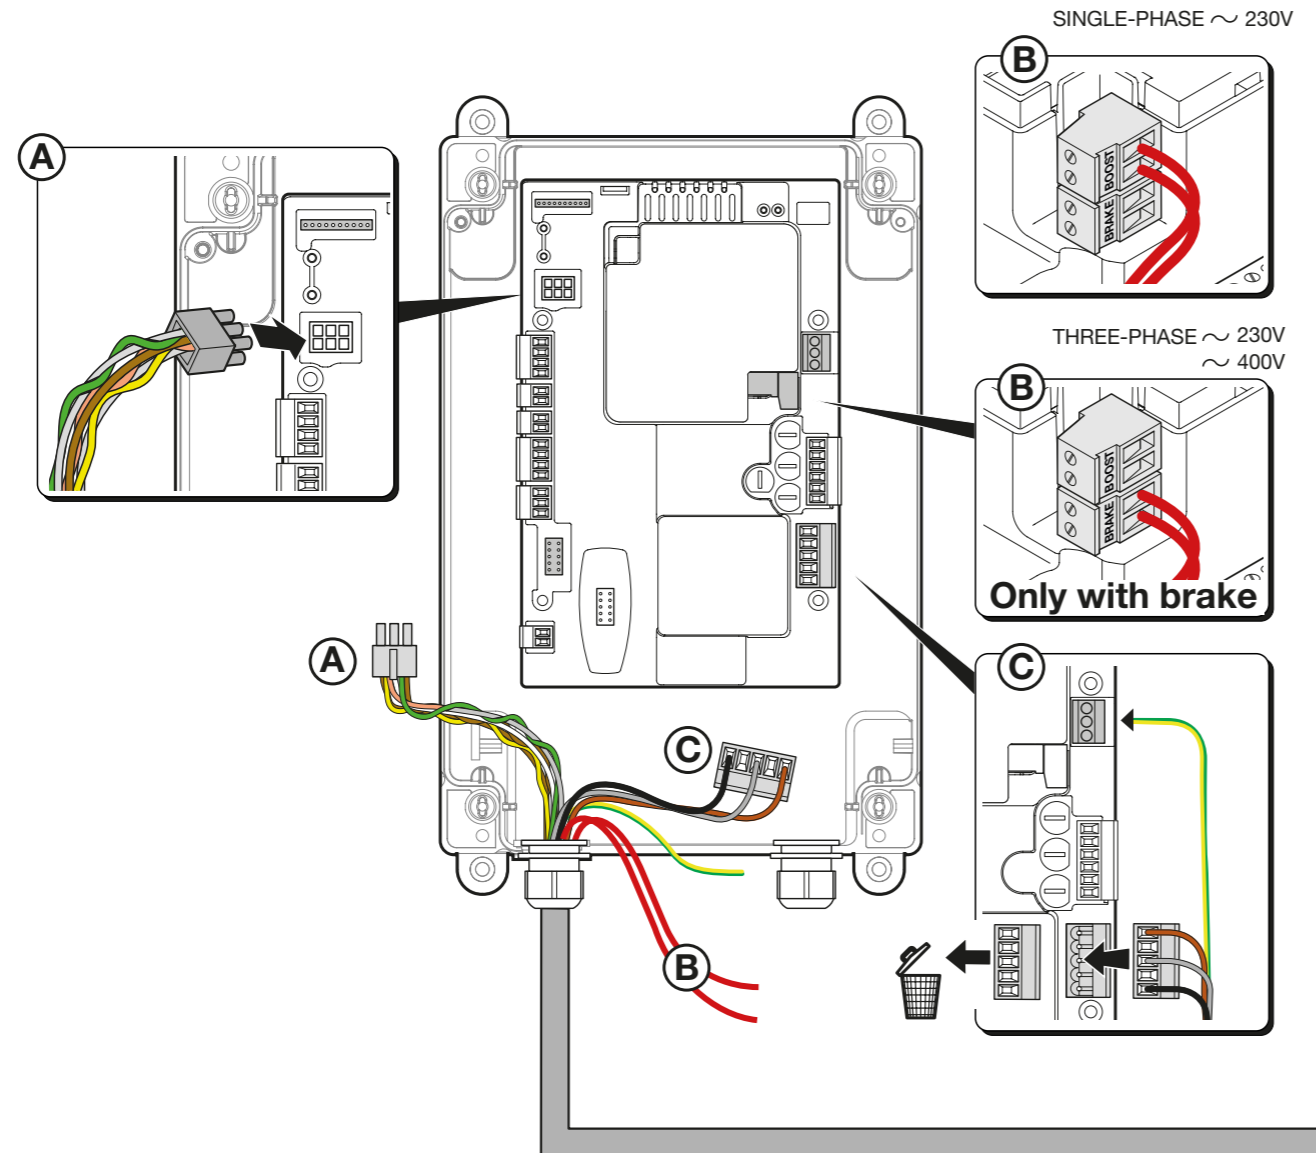 SINGLE-PHASE ~ 230V
B
BOOST
BRAKE
A
THREE-PHASE ~ 230V
~ 400V
B
BOOST
BRAKE
Only with brake
A
C
C
B